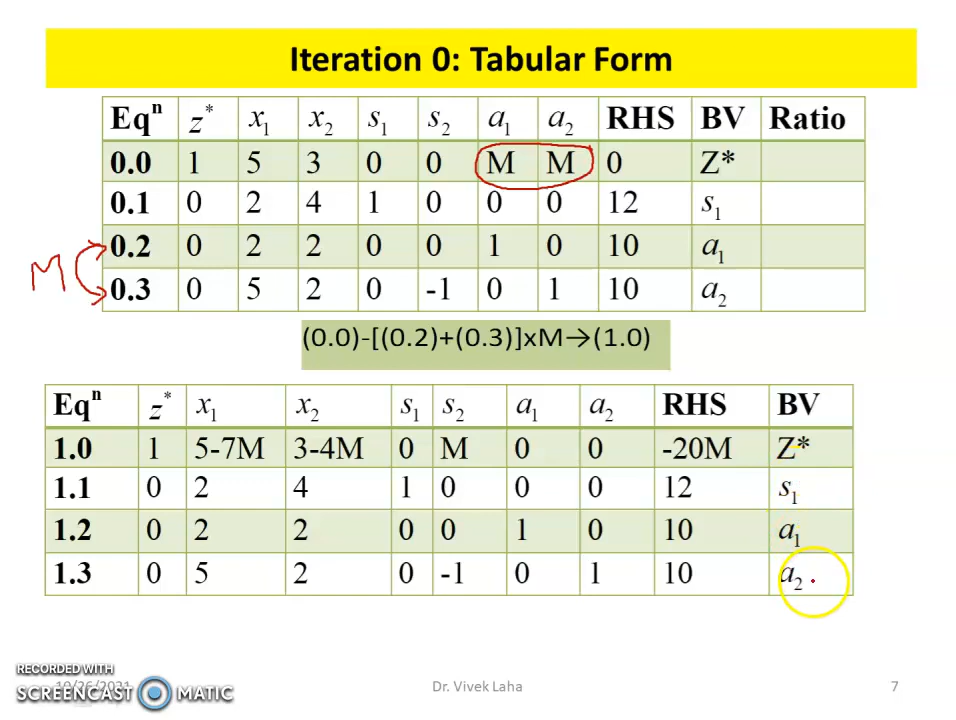 Iteration 0: Tabular Form
Eqⁿ z* x₁ x₂ s₁ s₂ a₁ a₂ RHS BV Ratio
0.0 1 5 3 0 0 M M 0 Z*
0.1 0 2 4 1 0 0 0 12 s₁
0.2 0 2 2 0 0 1 0 10 a₁
M
0.3 0 5 2 0 -1 0 1 10 a₂
(0.0)-[(0.2)+(0.3)]xM→(1.0)
Eqⁿ z* x₁ x₂ s₁ s₂ a₁ a₂ RHS BV
1.0 1 5-7M 3-4M 0 M 0 0 -20M Z*
1.1 0 2 4 1 0 0 0 12 s₁
1.2 0 2 2 0 0 1 0 10 a₁
1.3 0 5 2 0 -1 0 1 10 a₂
RECORDED WITH
SCREENCAST MATIC
Dr. Vivek Laha
7